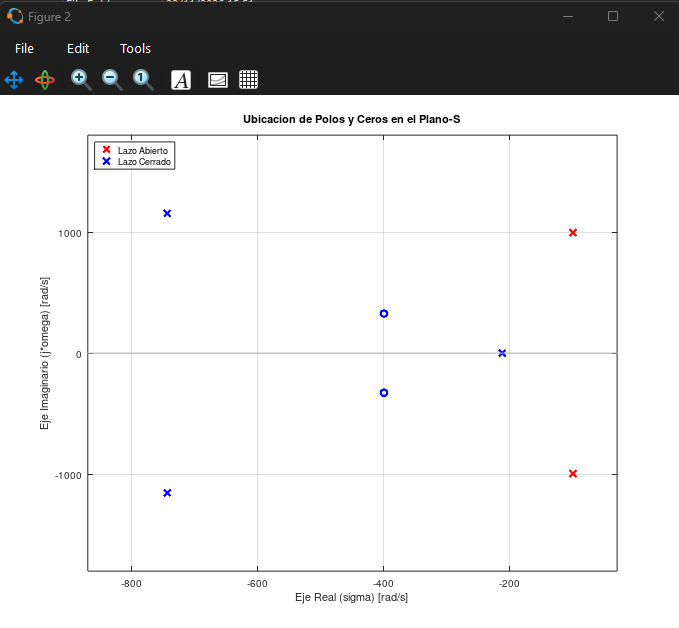 Figure 2
File Edit Tools
A
Ubicacion de Polos y Ceros en el Plano-S
Lazo Abierto
Lazo Cerrado
1000
0
-1000
Eje Imaginario (j*omega) [rad/s]
-800 -600 -400 -200
Eje Real (sigma) [rad/s]